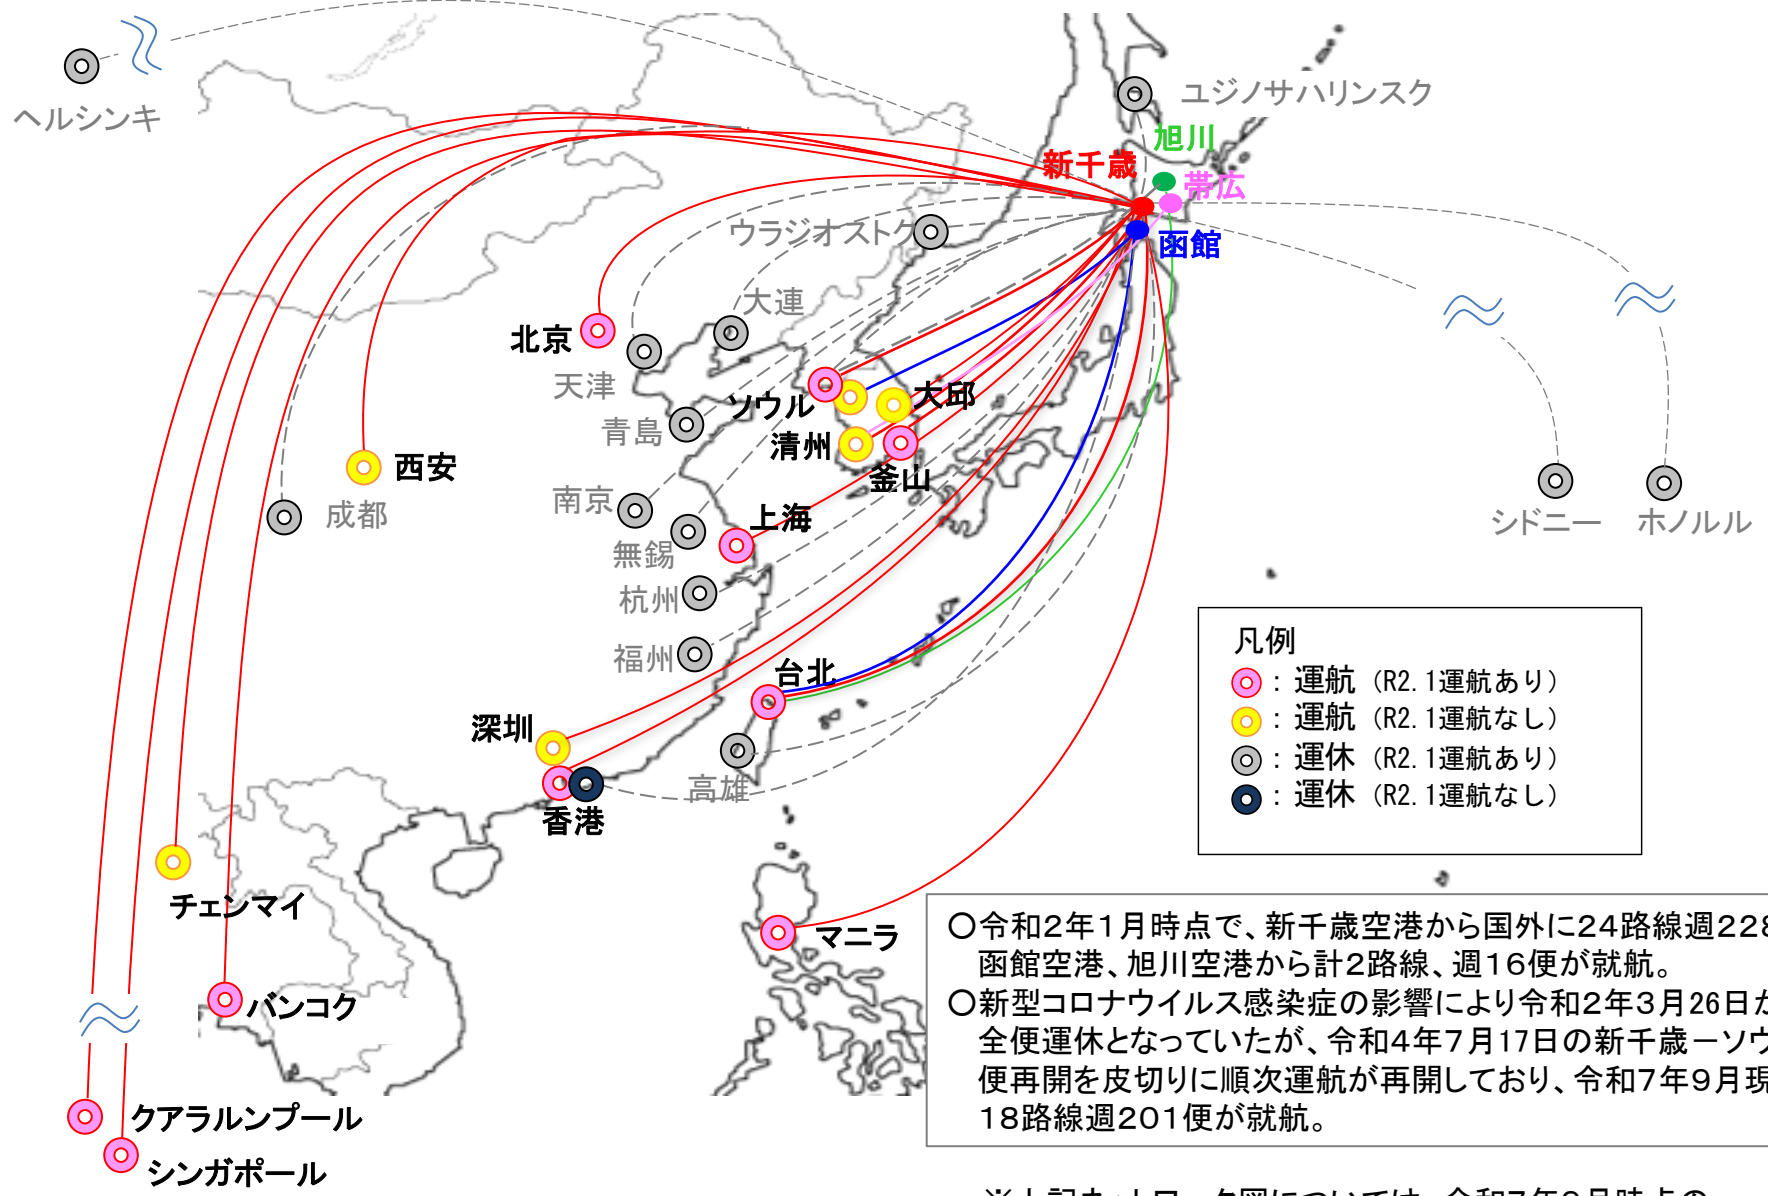 ヘルシンキ
ユジノサハリンスク
旭川
新千歳
帯広
函館
ウラジオストク
大連
北京
天津
ソウル
大邱
青島
清州
西安
釜山
南京
成都
上海
無錫
シドニー
ホノルル
杭州
福州
台北
深圳
高雄
香港
チェンマイ
マニラ
バンコク
クアラルンプール
シンガポール
凡例
：運航（R2.1運航あり）
：運航（R2.1運航なし）
：運休（R2.1運航あり）
：運休（R2.1運航なし）
〇令和２年１月時点で、新千歳空港から国外に２４路線週２２８
函館空港、旭川空港から計２路線、週１６便が就航。
〇新型コロナウイルス感染症の影響により令和２年３月26日か
全便運休となっていたが、令和４年７月17日の新千歳－ソウ
便再開を皮切りに順次運航が再開しており、令和７年９月現
１８路線週２０１便が就航。